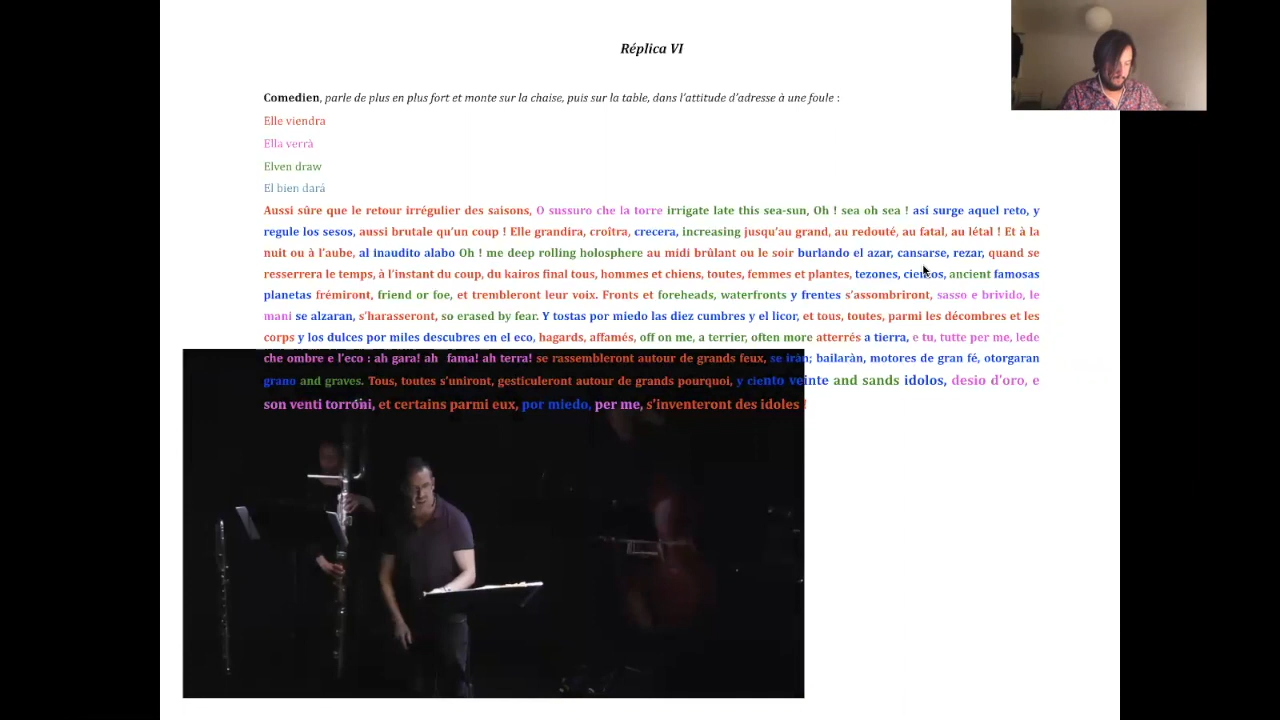 Réplica VI
Comedien, parle de plus en plus fort et monte sur la chaise, puis sur la table, dans l'attitude d'adresse à une foule :
Elle viendra
Ella verrà
Elven draw
El bien dará
Aussi sûre que le retour irrégulier des saisons, O sussuro che la torre irrigate late this sea-sun, Oh ! sea oh sea ! así surge aquel reto, y
regule los sesos, aussi brutale qu'un coup ! Elle grandira, croîtra, crecera, increasing jusqu'au grand, au redouté, au fatal, au létal ! Et à la
nuit ou à l'aube, al inaudito alabo Oh ! me deep rolling holosphere au midi brûlant ou le soir burlando el azar, cansarse, rezar, quand se
resserrera le temps, à l'instant du coup, du kairos final tous, hommes et chiens, toutes, femmes et plantes, tezones, cientos, ancient famosas
planetas frémiront, friend or foe, et trembleront leur voix. Fronts et foreheads, waterfronts y frentes s'assombriront, sasso e brivido, le
mani se alzaran, s'harasseront, so erased by fear. Y tostas por miedo las diez cumbres y el licor, et tous, toutes, parmi les décombres et les
corps y los dulces por miles descubres en el eco, hagards, affamés, off on me, a terrier, often more atterrés a tierra, e tu, tutte per me, lede
che ombre e l'eco : ah gara! ah fama! ah terra! se rassembleront autour de grands feux, se iràn; bailaràn, motores de gran fé, otorgaran
grano and graves. Tous, toutes s'uniront, gesticuleront autour de grands pourquoi, y ciento veinte and sands idolos, desio d'oro, e
son venti torroni, et certains parmi eux, por miedo, per me, s'inventeront des idoles !